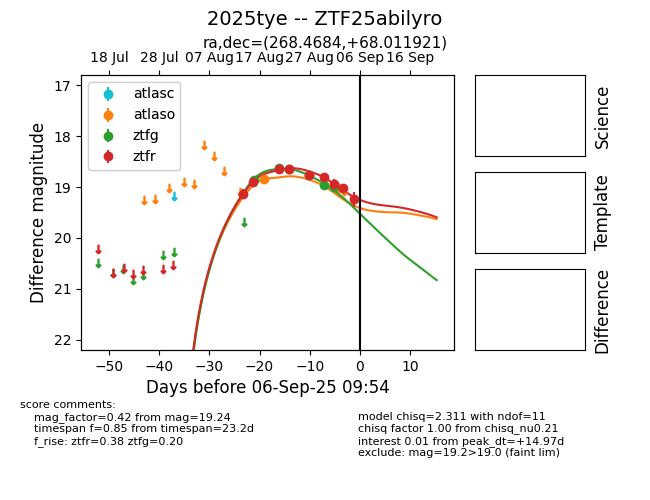 2025tye -- ZTF25abilyro
ra,dec=(268.4684,+68.011921)
18 Jul 28 Jul 07 Aug 17 Aug 27 Aug 06 Sep 16 Sep
atlasc
atlaso
ztfg
ztfr
17
18
19
20
21
22
Difference magnitude
−50 −40 −30 −20 −10 0 10
Days before 06-Sep-25 09:54
Science
Template
Difference
score comments:
mag_factor=0.42 from mag=19.24
timespan f=0.85 from timespan=23.2d
f_rise: ztfr=0.38 ztfg=0.20
model chisq=2.311 with ndof=11
chisq factor 1.00 from chisq_nu0.21
interest 0.01 from peak_dt=+14.97d
exclude: mag=19.2>19.0 (faint lim)